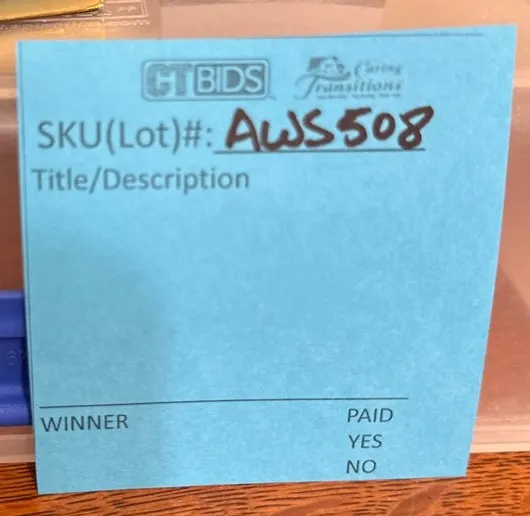 CTBIDS Caring Transitions
SKU(Lot)#: AWS508
Title/Description
WINNER PAID
YES
NO